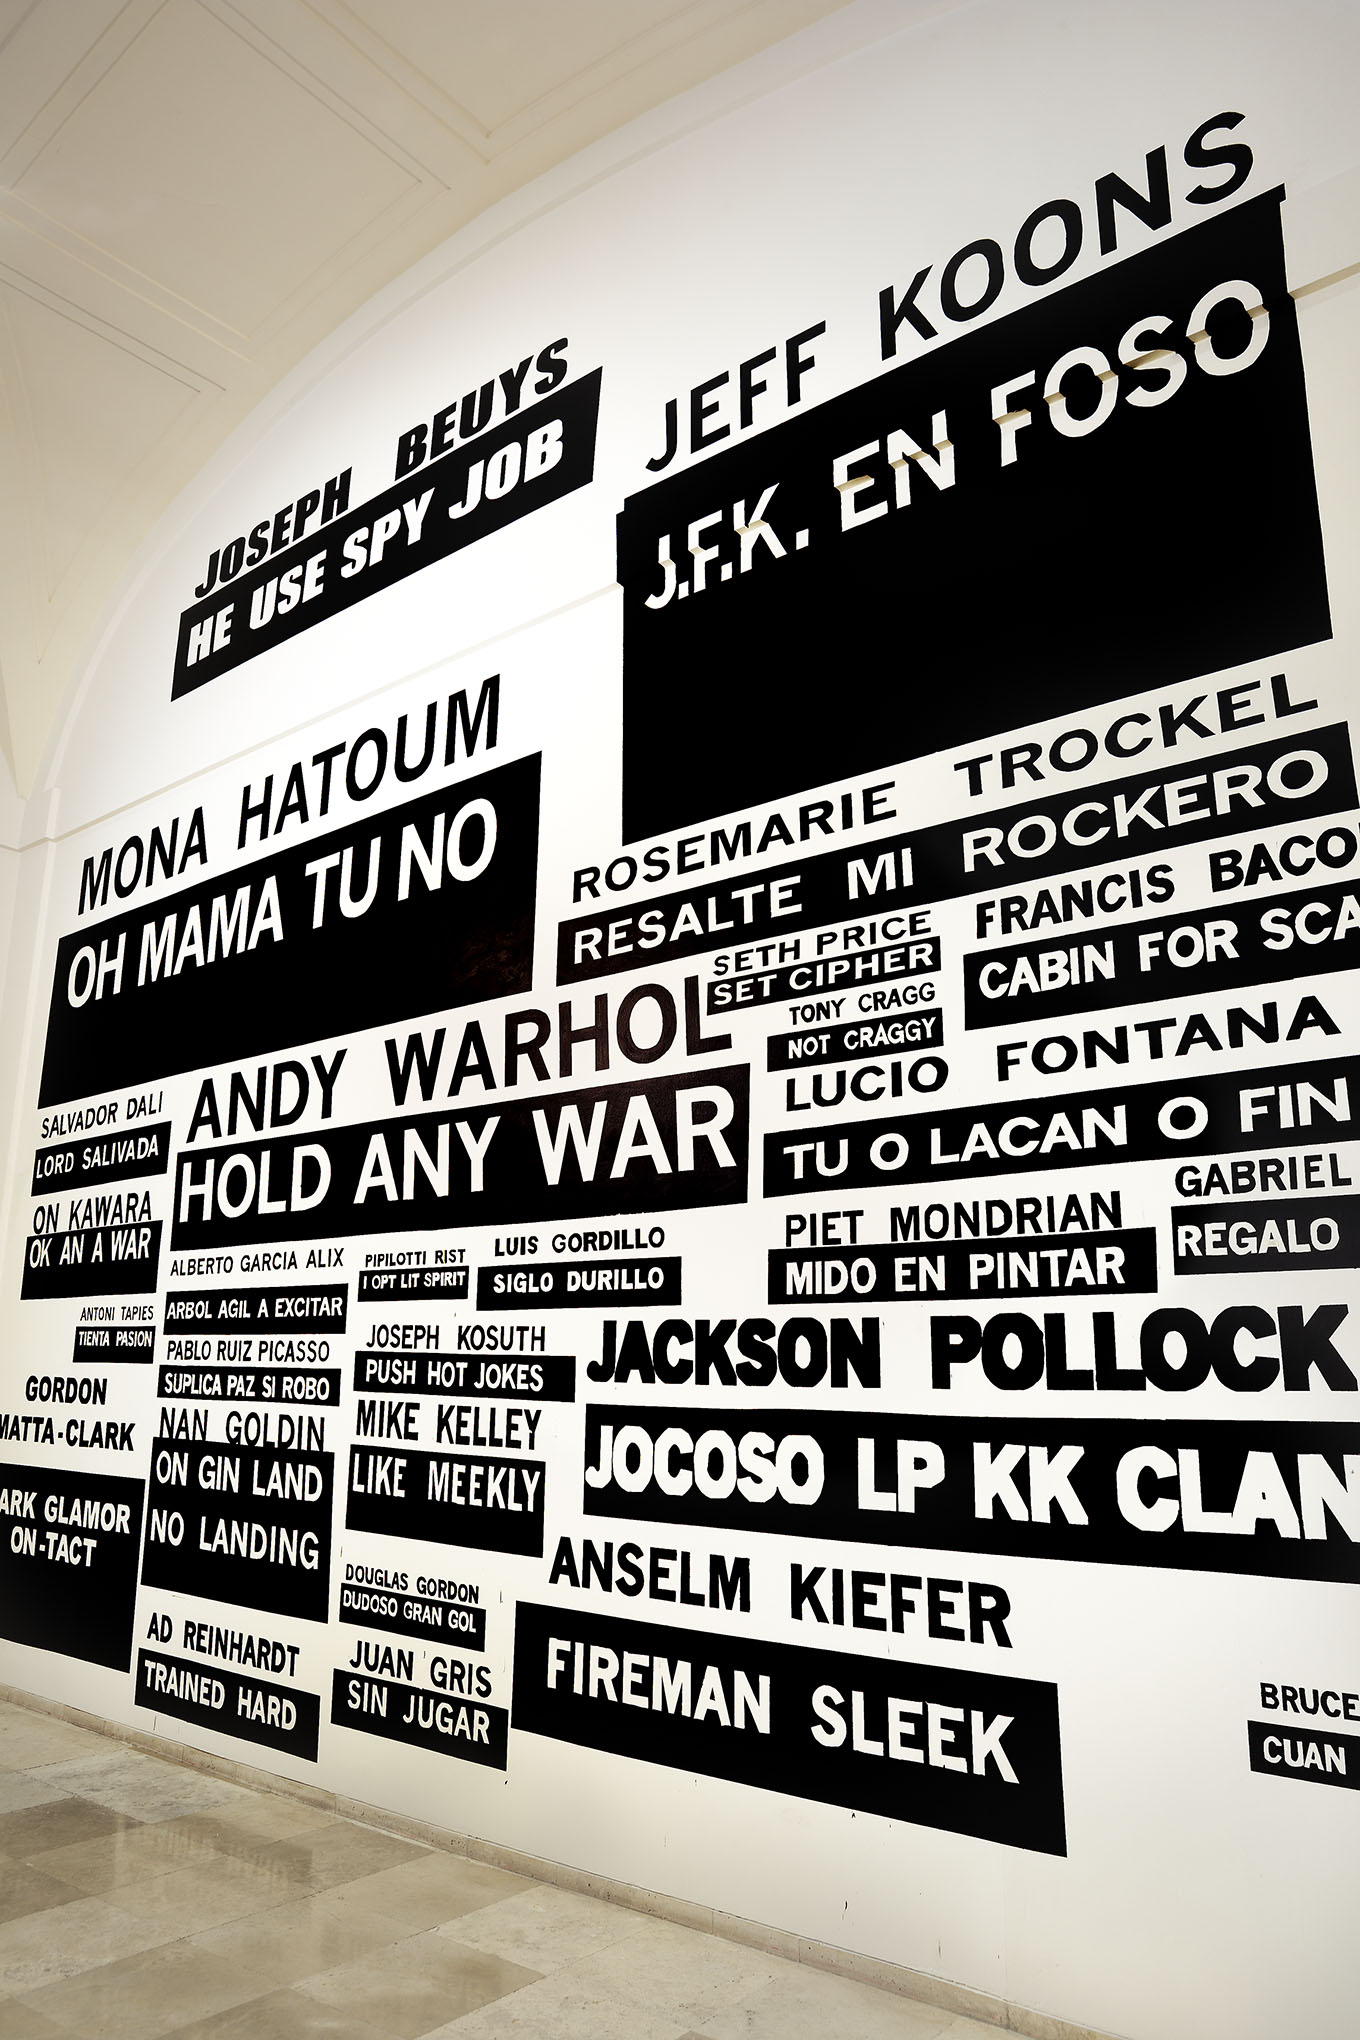 JOSEPH BEUYS
HE USE SPY JOB
JEFF KOONS
J.F.K. EN FOSO
MONA HATOUM
OH MAMA TU NO
ROSEMARIE TROCKEL
RESALTE MI ROCKERO
SETH PRICE
SET CIPHER
FRANCIS BACO
CABIN FOR SCA
TONY CRAGG
NOT CRAGGY
ANDY WARHOL
HOLD ANY WAR
LUCIO FONTANA
TU O LACAN O FIN
SALVADOR DALI
LORD SALIVADA
ON KAWARA
OK AN A WAR
GABRIEL
REGALO
PIET MONDRIAN
MIDO EN PINTAR
ALBERTO GARCIA ALIX
ARBOL AGIL A EXCITAR
PIPILOTTI RIST
I OPT LIT SPIRIT
LUIS GORDILLO
SIGLO DURILLO
ANTONI TAPIES
TIENTA PASION
PABLO RUIZ PICASSO
SUPLICA PAZ SI ROBO
JOSEPH KOSUTH
PUSH HOT JOKES
JACKSON POLLOCK
JOCOSO LP KK CLAN
GORDON
MATTA-CLARK
ARK GLAMOR
ON-TACT
NAN GOLDIN
ON GIN LAND
NO LANDING
MIKE KELLEY
LIKE MEEKLY
ANSELM KIEFER
FIREMAN SLEEK
DOUGLAS GORDON
DUDOSO GRAN GOL
AD REINHARDT
TRAINED HARD
JUAN GRIS
SIN JUGAR
BRUCE
CUAN